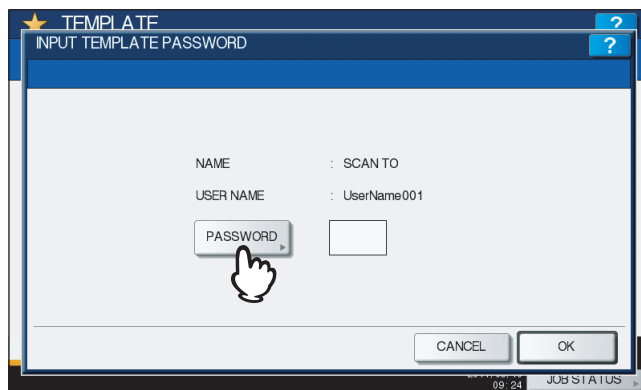 TEMPLATE ?
INPUT TEMPLATE PASSWORD ?
NAME : SCAN TO
USER NAME : UserName001
PASSWORD
CANCEL OK
09:24 JOB STATUS